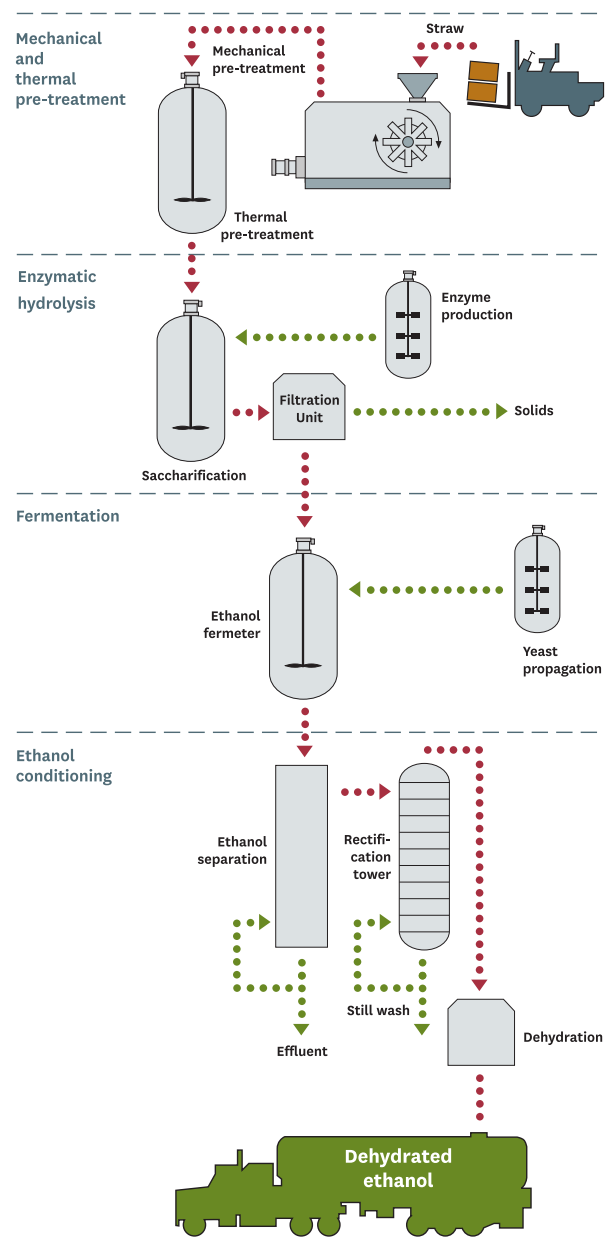 Mechanical
and
thermal
pre-treatment
Straw
Mechanical
pre-treatment
Thermal
pre-treatment
Enzymatic
hydrolysis
Enzyme
production
Filtration
Unit
Solids
Saccharification
Fermentation
Ethanol
fermeter
Yeast
propagation
Ethanol
conditioning
Ethanol
separation
Rectifi-
cation
tower
Still wash
Effluent
Dehydration
Dehydrated
ethanol